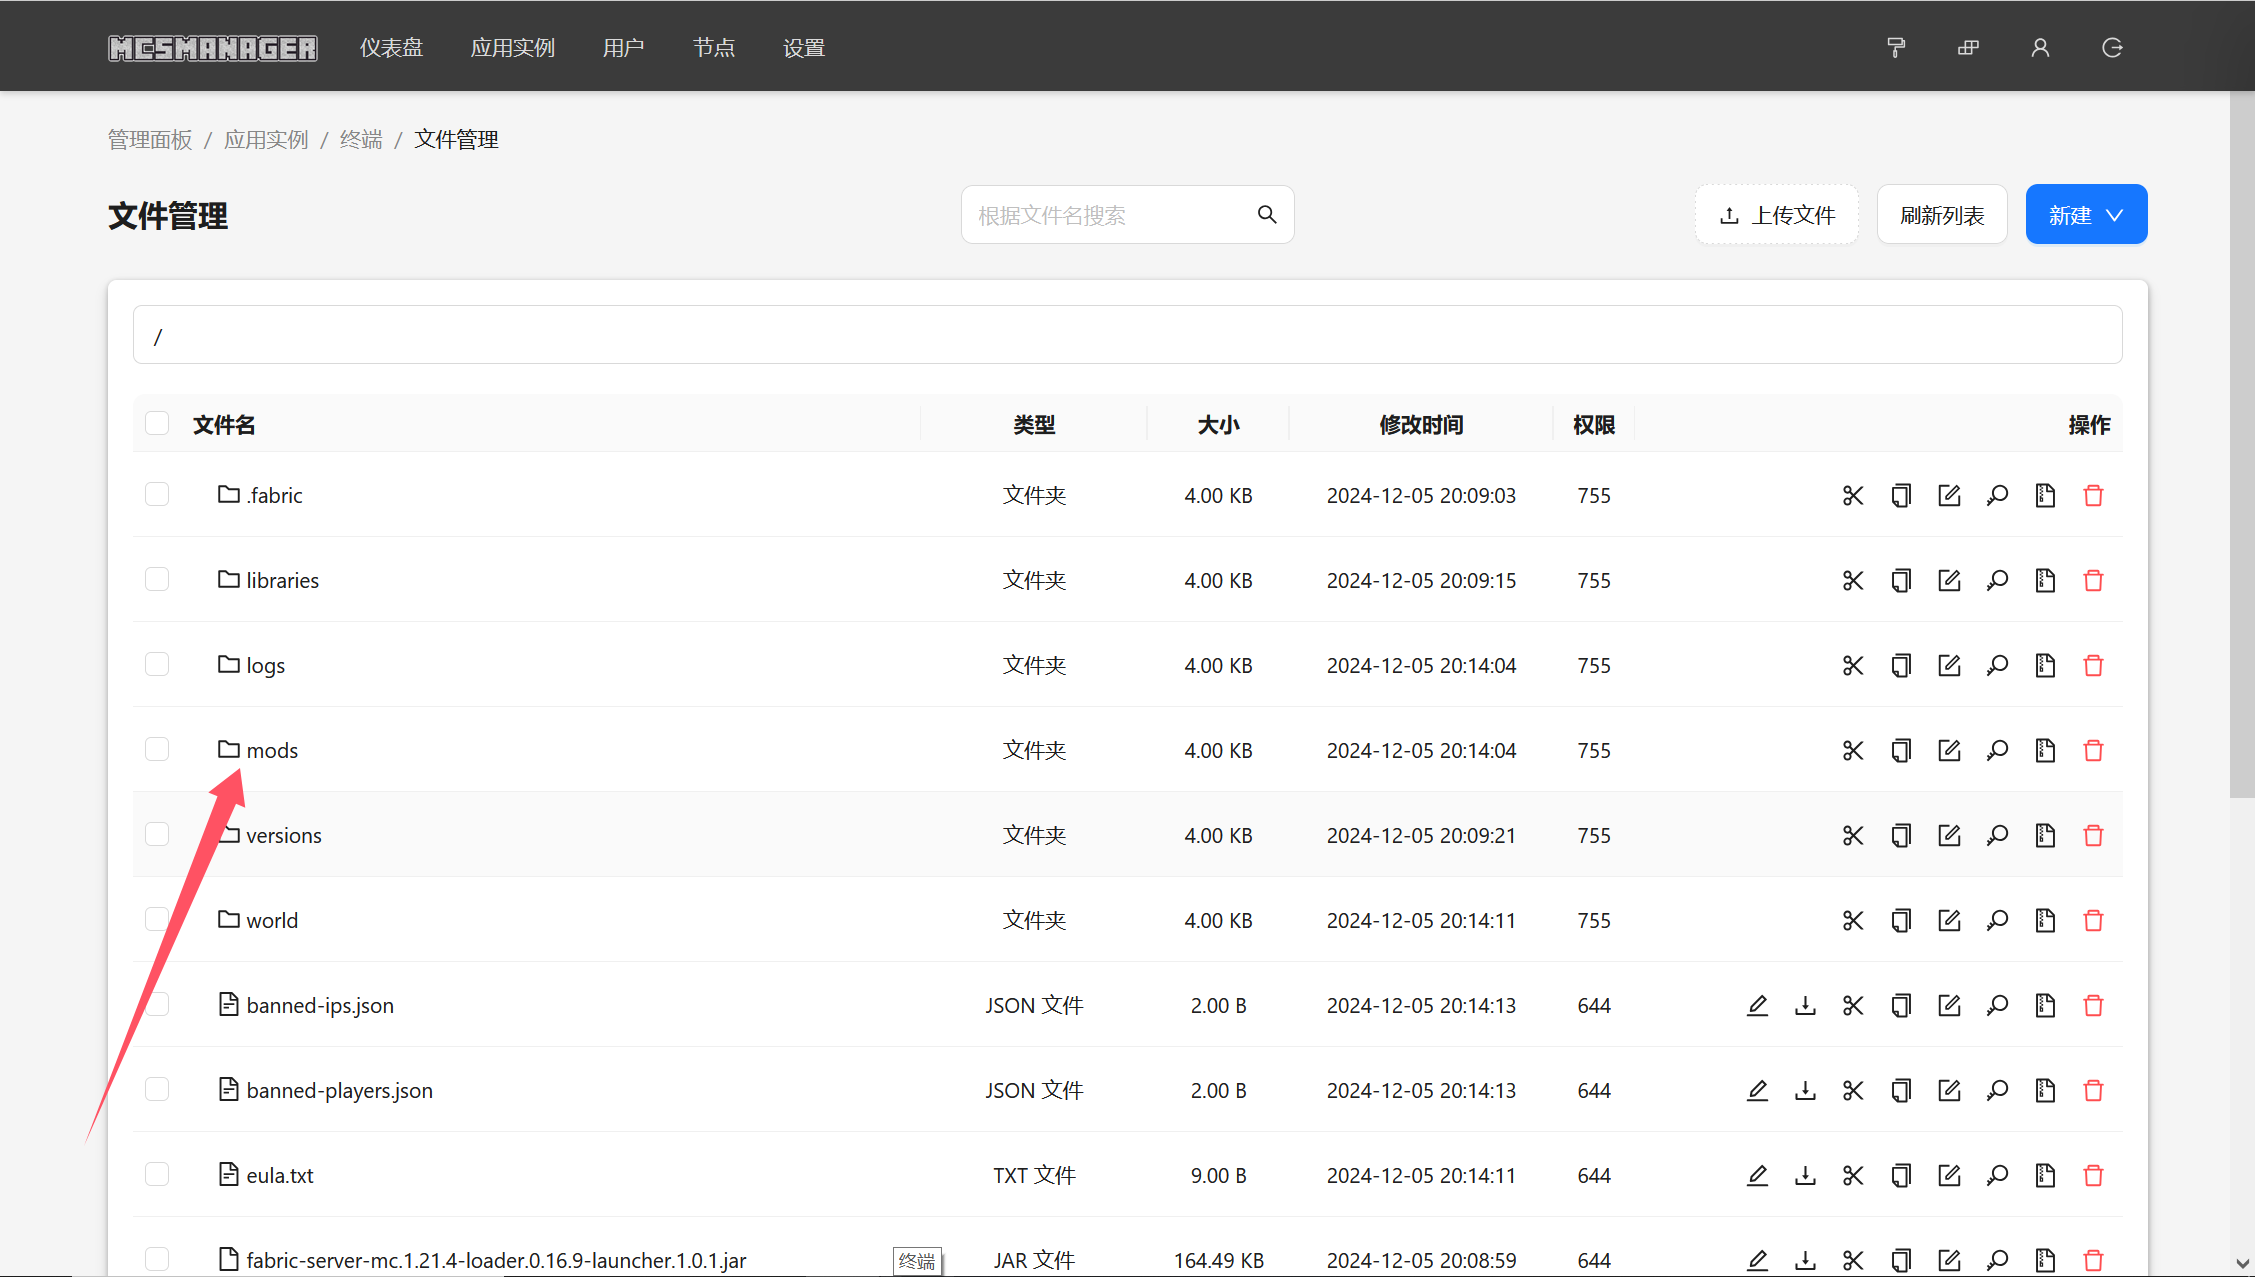 MCSMANAGER 仪表盘 应用实例 用户 节点 设置
管理面板 / 应用实例 / 终端 / 文件管理
文件管理 根据文件名搜索 上传文件 刷新列表 新建
/
文件名 类型 大小 修改时间 权限 操作
.fabric 文件夹 4.00 KB 2024-12-05 20:09:03 755
libraries 文件夹 4.00 KB 2024-12-05 20:09:15 755
logs 文件夹 4.00 KB 2024-12-05 20:14:04 755
mods 文件夹 4.00 KB 2024-12-05 20:14:04 755
versions 文件夹 4.00 KB 2024-12-05 20:09:21 755
world 文件夹 4.00 KB 2024-12-05 20:14:11 755
banned-ips.json JSON 文件 2.00 B 2024-12-05 20:14:13 644
banned-players.json JSON 文件 2.00 B 2024-12-05 20:14:13 644
eula.txt TXT 文件 9.00 B 2024-12-05 20:14:11 644
fabric-server-mc.1.21.4-loader.0.16.9-launcher.1.0.1.jar 终端 JAR 文件 164.49 KB 2024-12-05 20:08:59 644